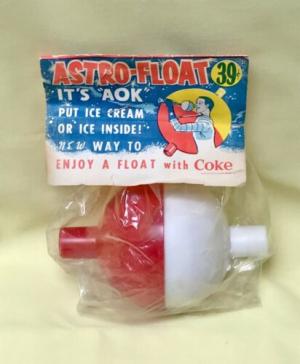 ASTRO-FLOAT 39¢
IT'S "AOK"
PUT ICE CREAM
OR ICE INSIDE!
new WAY TO
ENJOY A FLOAT with Coke